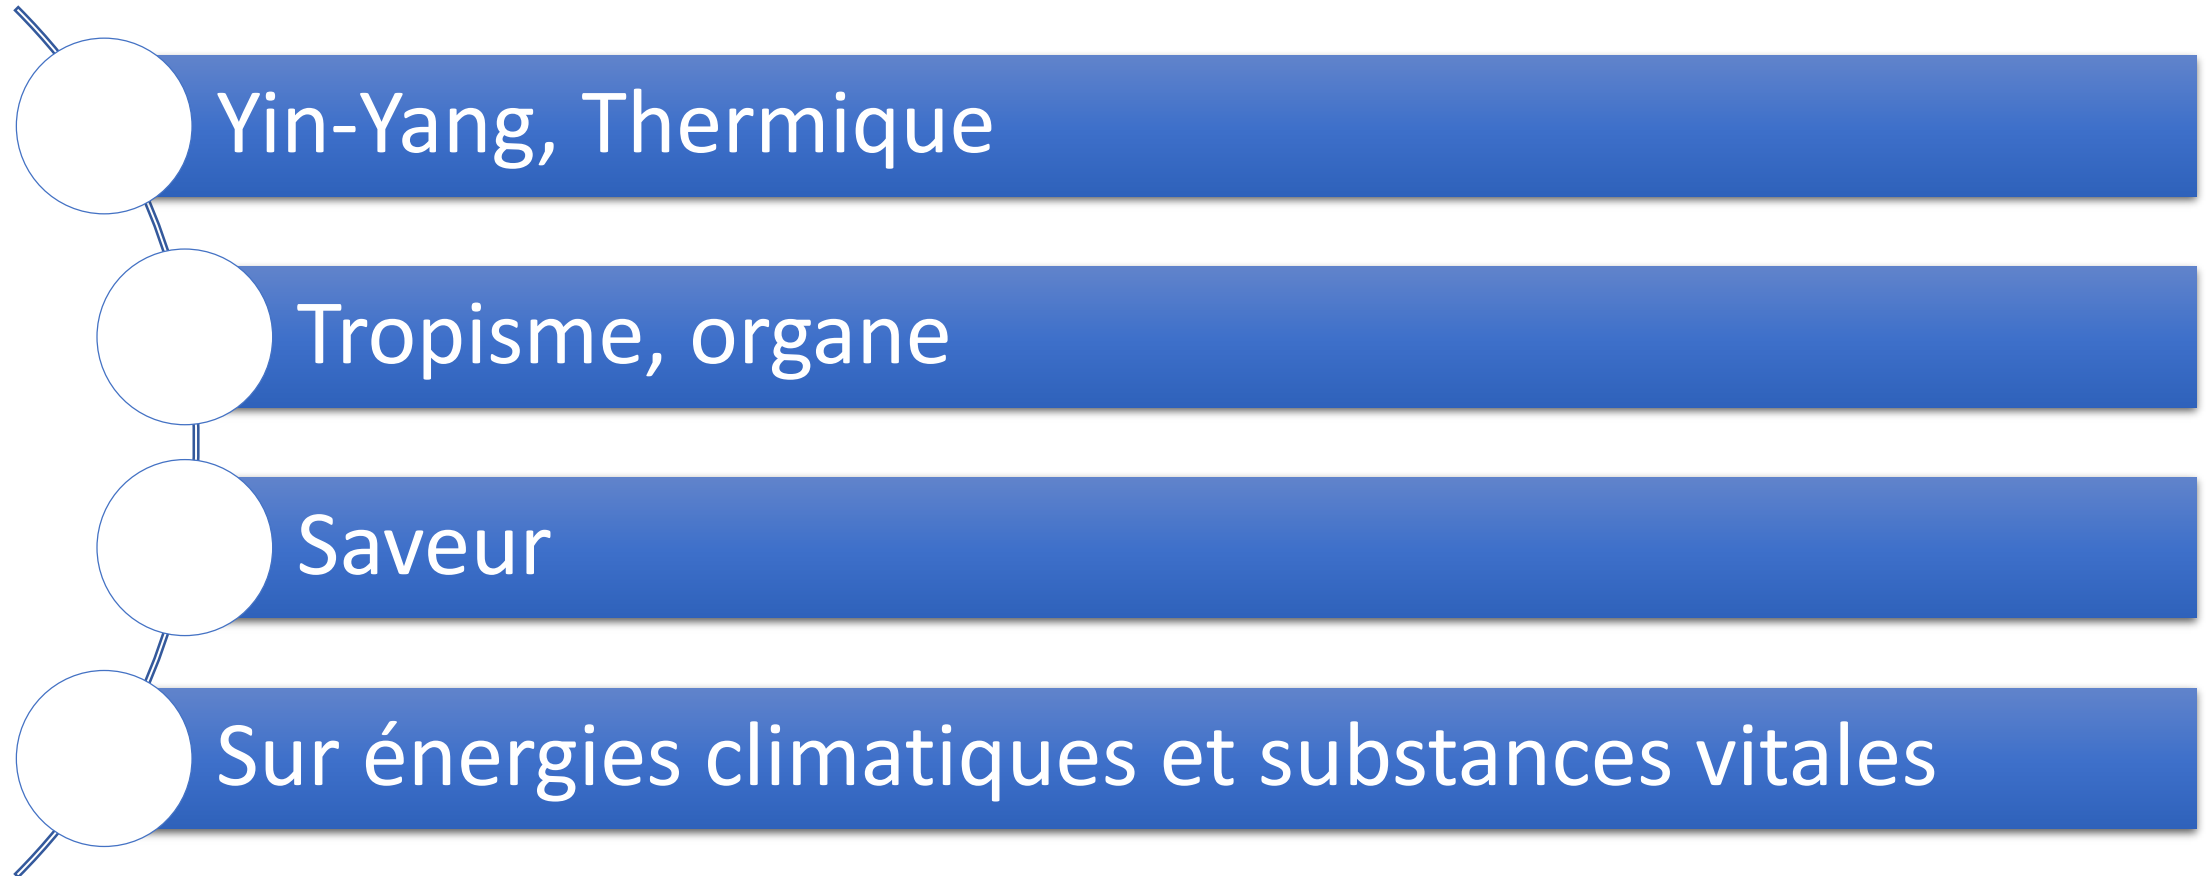 Yin-Yang, Thermique
Tropisme, organe
Saveur
Sur énergies climatiques et substances vitales